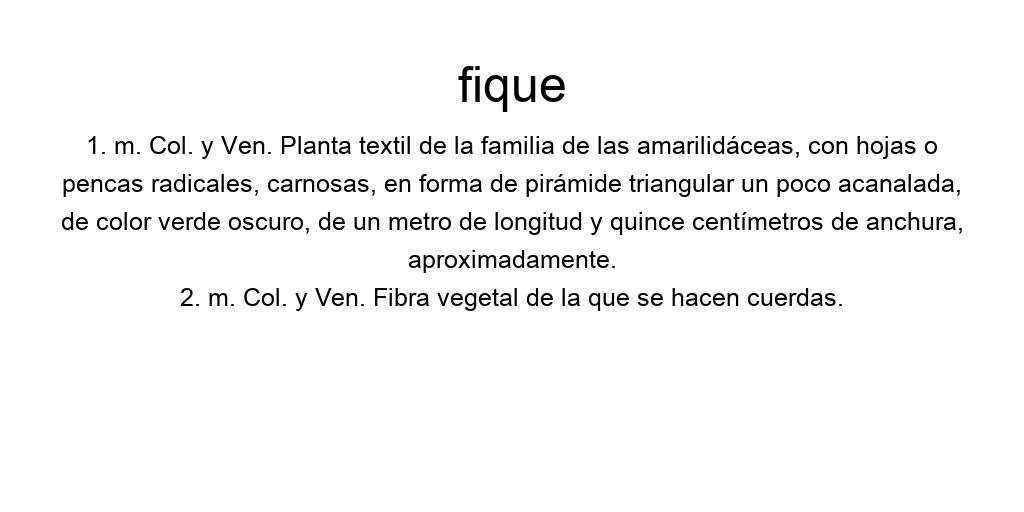 fique
1. m. Col. y Ven. Planta textil de la familia de las amarilidáceas, con hojas o
pencas radicales, carnosas, en forma de pirámide triangular un poco acanalada,
de color verde oscuro, de un metro de longitud y quince centímetros de anchura,
aproximadamente.
2. m. Col. y Ven. Fibra vegetal de la que se hacen cuerdas.